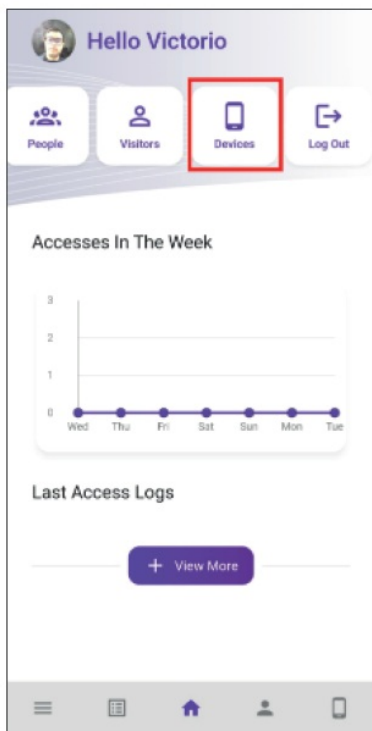 Hello Victorio
People Visitors Devices Log Out
Accesses In The Week
3
2
1
0
Wed Thu Fri Sat Sun Mon Tue
Last Access Logs
+ View More